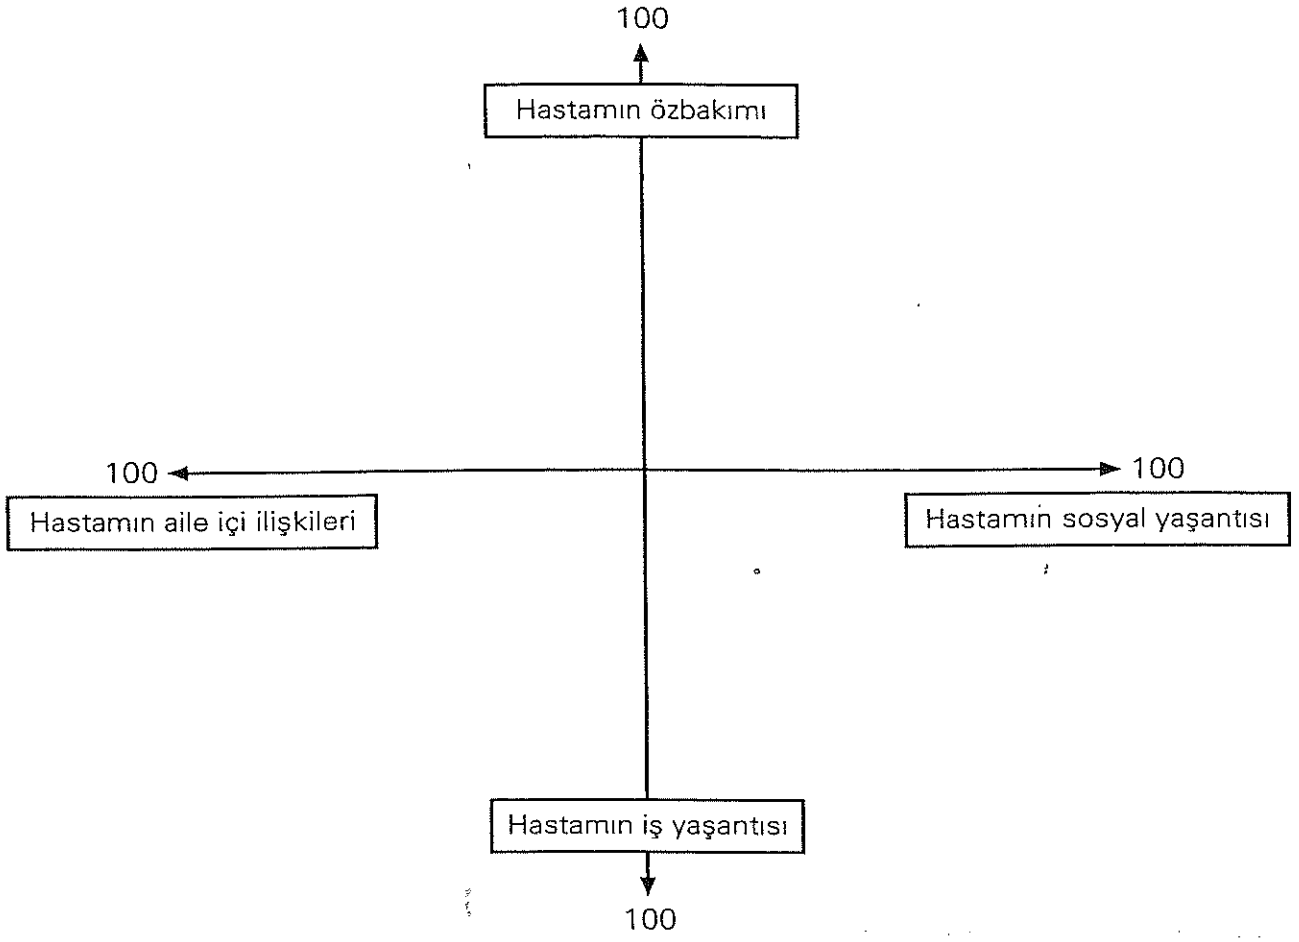 100
Hastamın özbakımı
100
100
Hastamın aile içi ilişkileri
Hastamın sosyal yaşantısı
Hastamın iş yaşantısı
100